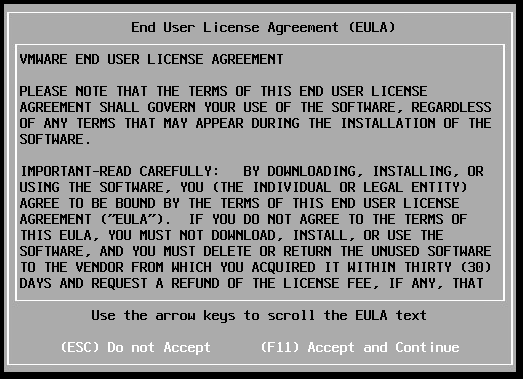 End User License Agreement (EULA)
VMWARE END USER LICENSE AGREEMENT
PLEASE NOTE THAT THE TERMS OF THIS END USER LICENSE
AGREEMENT SHALL GOVERN YOUR USE OF THE SOFTWARE, REGARDLESS
OF ANY TERMS THAT MAY APPEAR DURING THE INSTALLATION OF THE
SOFTWARE.
IMPORTANT-READ CAREFULLY:   BY DOWNLOADING, INSTALLING, OR
USING THE SOFTWARE, YOU (THE INDIVIDUAL OR LEGAL ENTITY)
AGREE TO BE BOUND BY THE TERMS OF THIS END USER LICENSE
AGREEMENT ("EULA").  IF YOU DO NOT AGREE TO THE TERMS OF
THIS EULA, YOU MUST NOT DOWNLOAD, INSTALL, OR USE THE
SOFTWARE, AND YOU MUST DELETE OR RETURN THE UNUSED SOFTWARE
TO THE VENDOR FROM WHICH YOU ACQUIRED IT WITHIN THIRTY (30)
DAYS AND REQUEST A REFUND OF THE LICENSE FEE, IF ANY, THAT
Use the arrow keys to scroll the EULA text
(ESC) Do not Accept      (F11) Accept and Continue